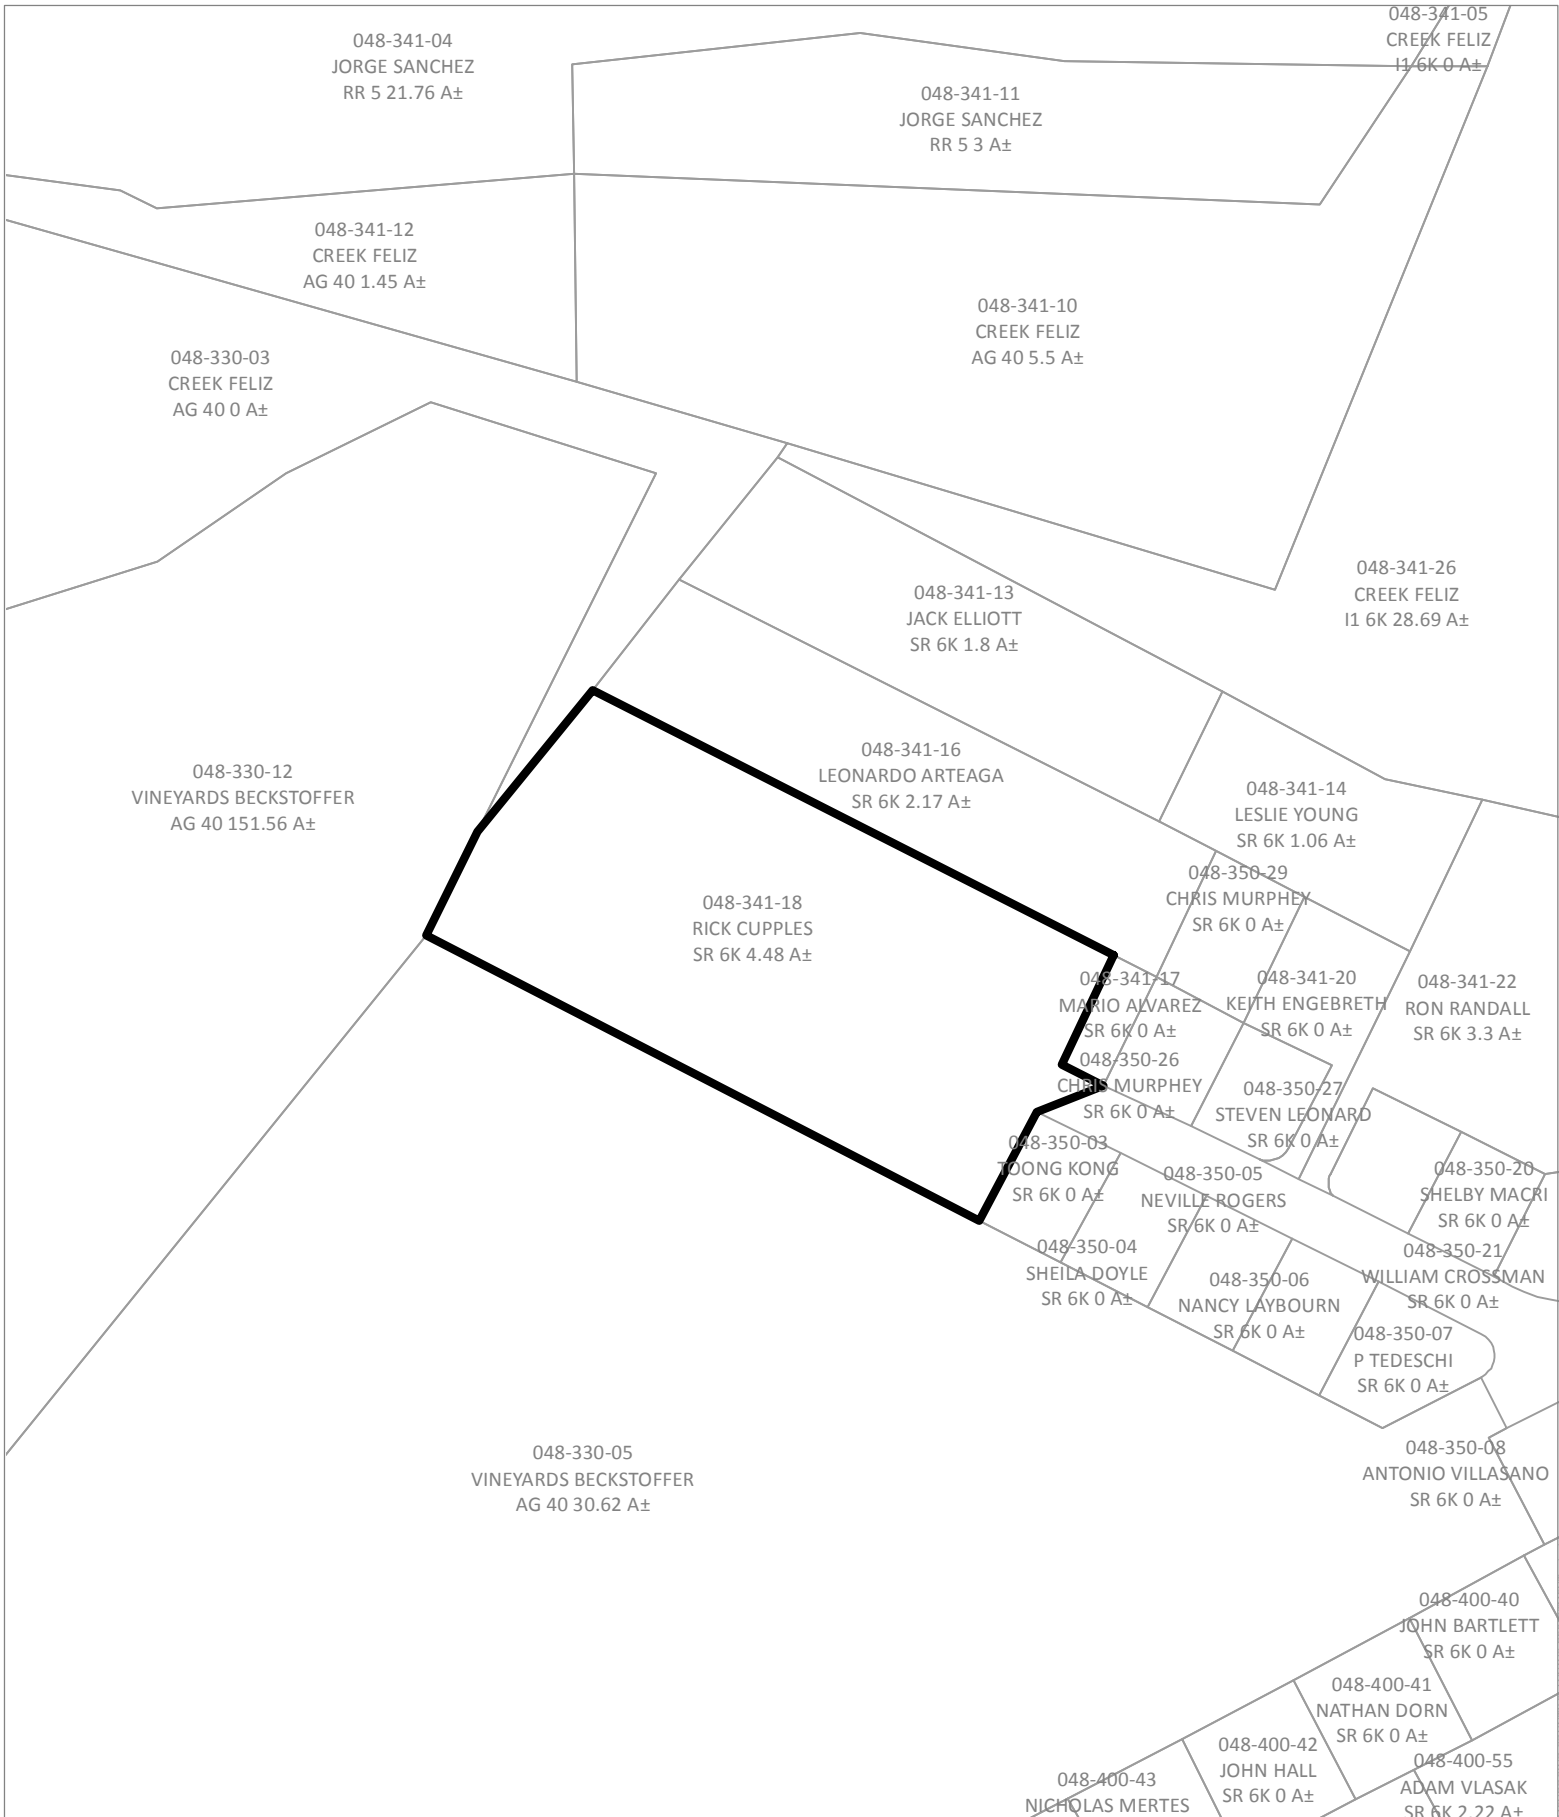 048-341-05
CREEK FELIZ
I1 6K 0 A±
048-341-04
JORGE SANCHEZ
RR 5 21.76 A±
048-341-11
JORGE SANCHEZ
RR 5 3 A±
048-341-12
CREEK FELIZ
AG 40 1.45 A±
048-341-10
CREEK FELIZ
AG 40 5.5 A±
048-330-03
CREEK FELIZ
AG 40 0 A±
048-341-26
CREEK FELIZ
I1 6K 28.69 A±
048-341-13
JACK ELLIOTT
SR 6K 1.8 A±
048-341-16
LEONARDO ARTEAGA
SR 6K 2.17 A±
048-330-12
VINEYARDS BECKSTOFFER
AG 40 151.56 A±
048-341-14
LESLIE YOUNG
SR 6K 1.06 A±
048-350-29
CHRIS MURPHEY
SR 6K 0 A±
048-341-18
RICK CUPPLES
SR 6K 4.48 A±
048-341-17
MARIO ALVAREZ
SR 6K 0 A±
048-341-20
KEITH ENGEBRETH
SR 6K 0 A±
048-341-22
RON RANDALL
SR 6K 3.3 A±
048-350-26
CHRIS MURPHEY
SR 6K 0 A±
048-350-27
STEVEN LEONARD
SR 6K 0 A±
048-350-03
TOONG KONG
SR 6K 0 A±
048-350-05
NEVILLE ROGERS
SR 6K 0 A±
048-350-20
SHELBY MACRI
SR 6K 0 A±
048-350-04
SHEILA DOYLE
SR 6K 0 A±
048-350-21
WILLIAM CROSSMAN
SR 6K 0 A±
048-350-06
NANCY LAYBOURN
SR 6K 0 A±
048-350-07
P TEDESCHI
SR 6K 0 A±
048-330-05
VINEYARDS BECKSTOFFER
AG 40 30.62 A±
048-350-08
ANTONIO VILLASANO
SR 6K 0 A±
048-400-40
JOHN BARTLETT
SR 6K 0 A±
048-400-41
NATHAN DORN
SR 6K 0 A±
048-400-42
JOHN HALL
SR 6K 0 A±
048-400-55
ADAM VLASAK
SR 6K 2.22 A±
048-400-43
NICHOLAS MERTES